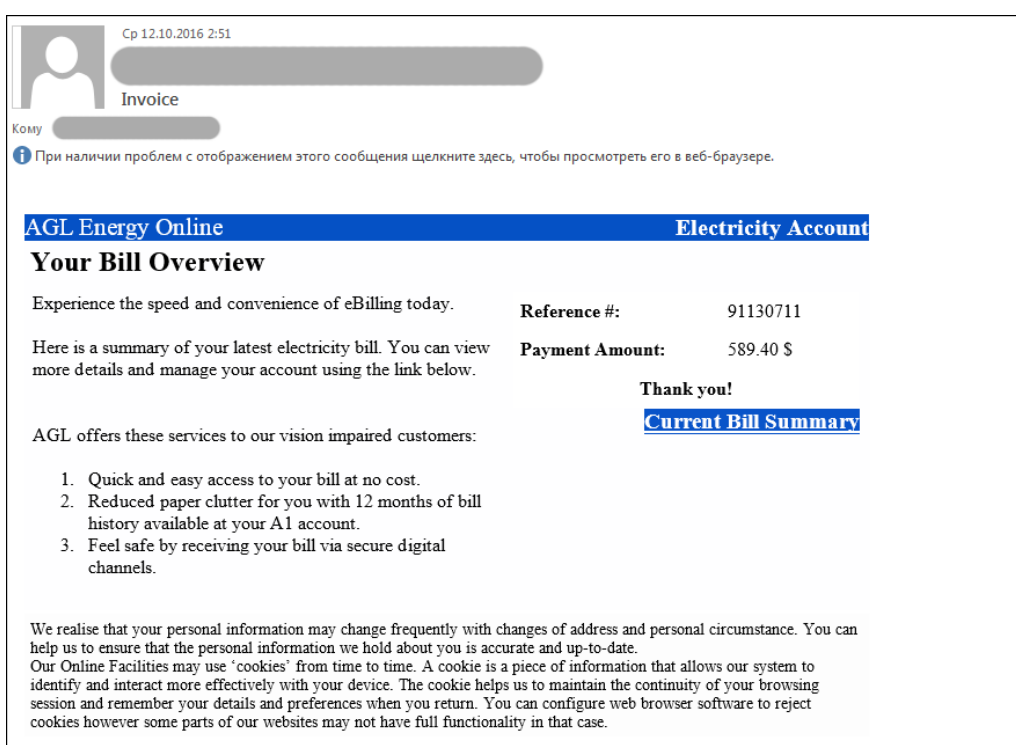 Ср 12.10.2016 2:51
Invoice
Кому
При наличии проблем с отображением этого сообщения щелкните здесь, чтобы просмотреть его в веб-браузере.
AGL Energy Online
Electricity Account
Your Bill Overview
Experience the speed and convenience of eBilling today.
Here is a summary of your latest electricity bill. You can view
more details and manage your account using the link below.
Reference #: 91130711
Payment Amount: 589.40 $
Thank you!
Current Bill Summary
AGL offers these services to our vision impaired customers:
1. Quick and easy access to your bill at no cost.
2. Reduced paper clutter for you with 12 months of bill
history available at your A1 account.
3. Feel safe by receiving your bill via secure digital
channels.
We realise that your personal information may change frequently with changes of address and personal circumstance. You can
help us to ensure that the personal information we hold about you is accurate and up-to-date.
Our Online Facilities may use ‘cookies’ from time to time. A cookie is a piece of information that allows our system to
identify and interact more effectively with your device. The cookie helps us to maintain the continuity of your browsing
session and remember your details and preferences when you return. You can configure web browser software to reject
cookies however some parts of our websites may not have full functionality in that case.